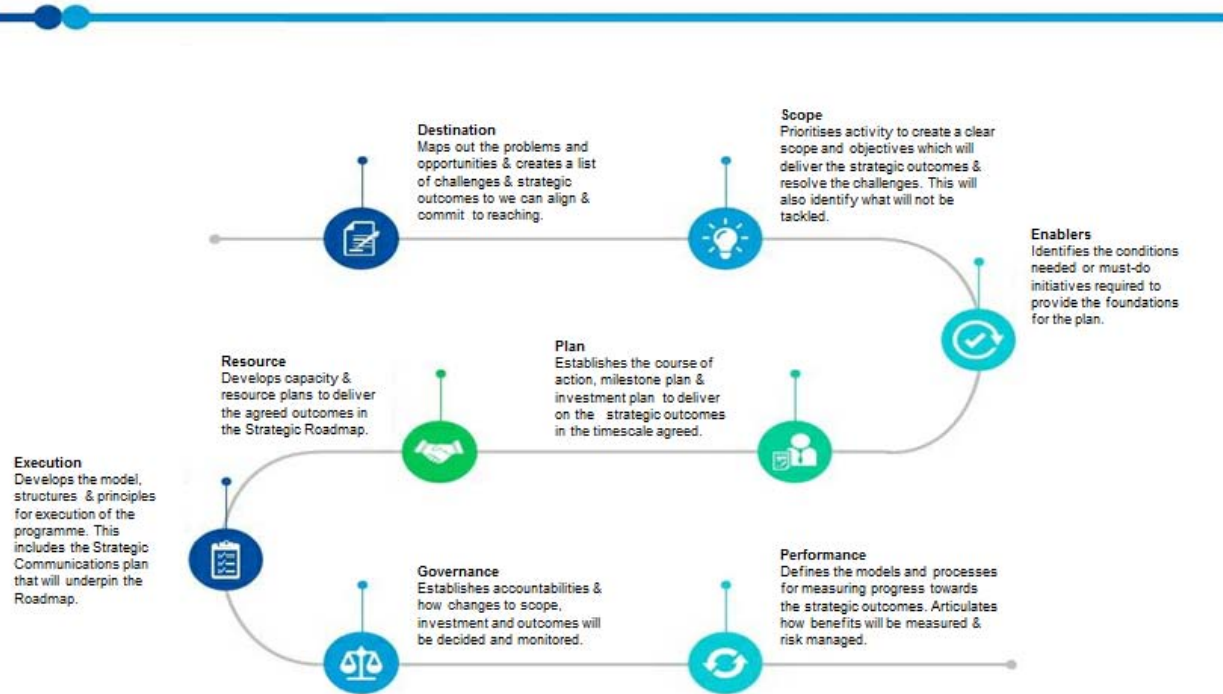 Destination
Maps out the problems and
opportunities & creates a list
of challenges & strategic
outcomes to we can align &
commit to reaching.
Scope
Prioritises activity to create a clear
scope and objectives which will
deliver the strategic outcomes &
resolve the challenges. This will
also identify what will not be
tackled.
Enablers
Identifies the conditions
needed or must-do
initiatives required to
provide the foundations
for the plan.
Plan
Establishes the course of
action, milestone plan &
investment plan to deliver
on the strategic outcomes
in the timescale agreed.
Resource
Develops capacity &
resource plans to deliver
the agreed outcomes in
the Strategic Roadmap.
Execution
Develops the model,
structures & principles
for execution of the
programme. This
includes the Strategic
Communications plan
that will underpin the
Roadmap.
Governance
Establishes accountabilities &
how changes to scope,
investment and outcomes will
be decided and monitored.
Performance
Defines the models and processes
for measuring progress towards
the strategic outcomes. Articulates
how benefits will be measured &
risk managed.